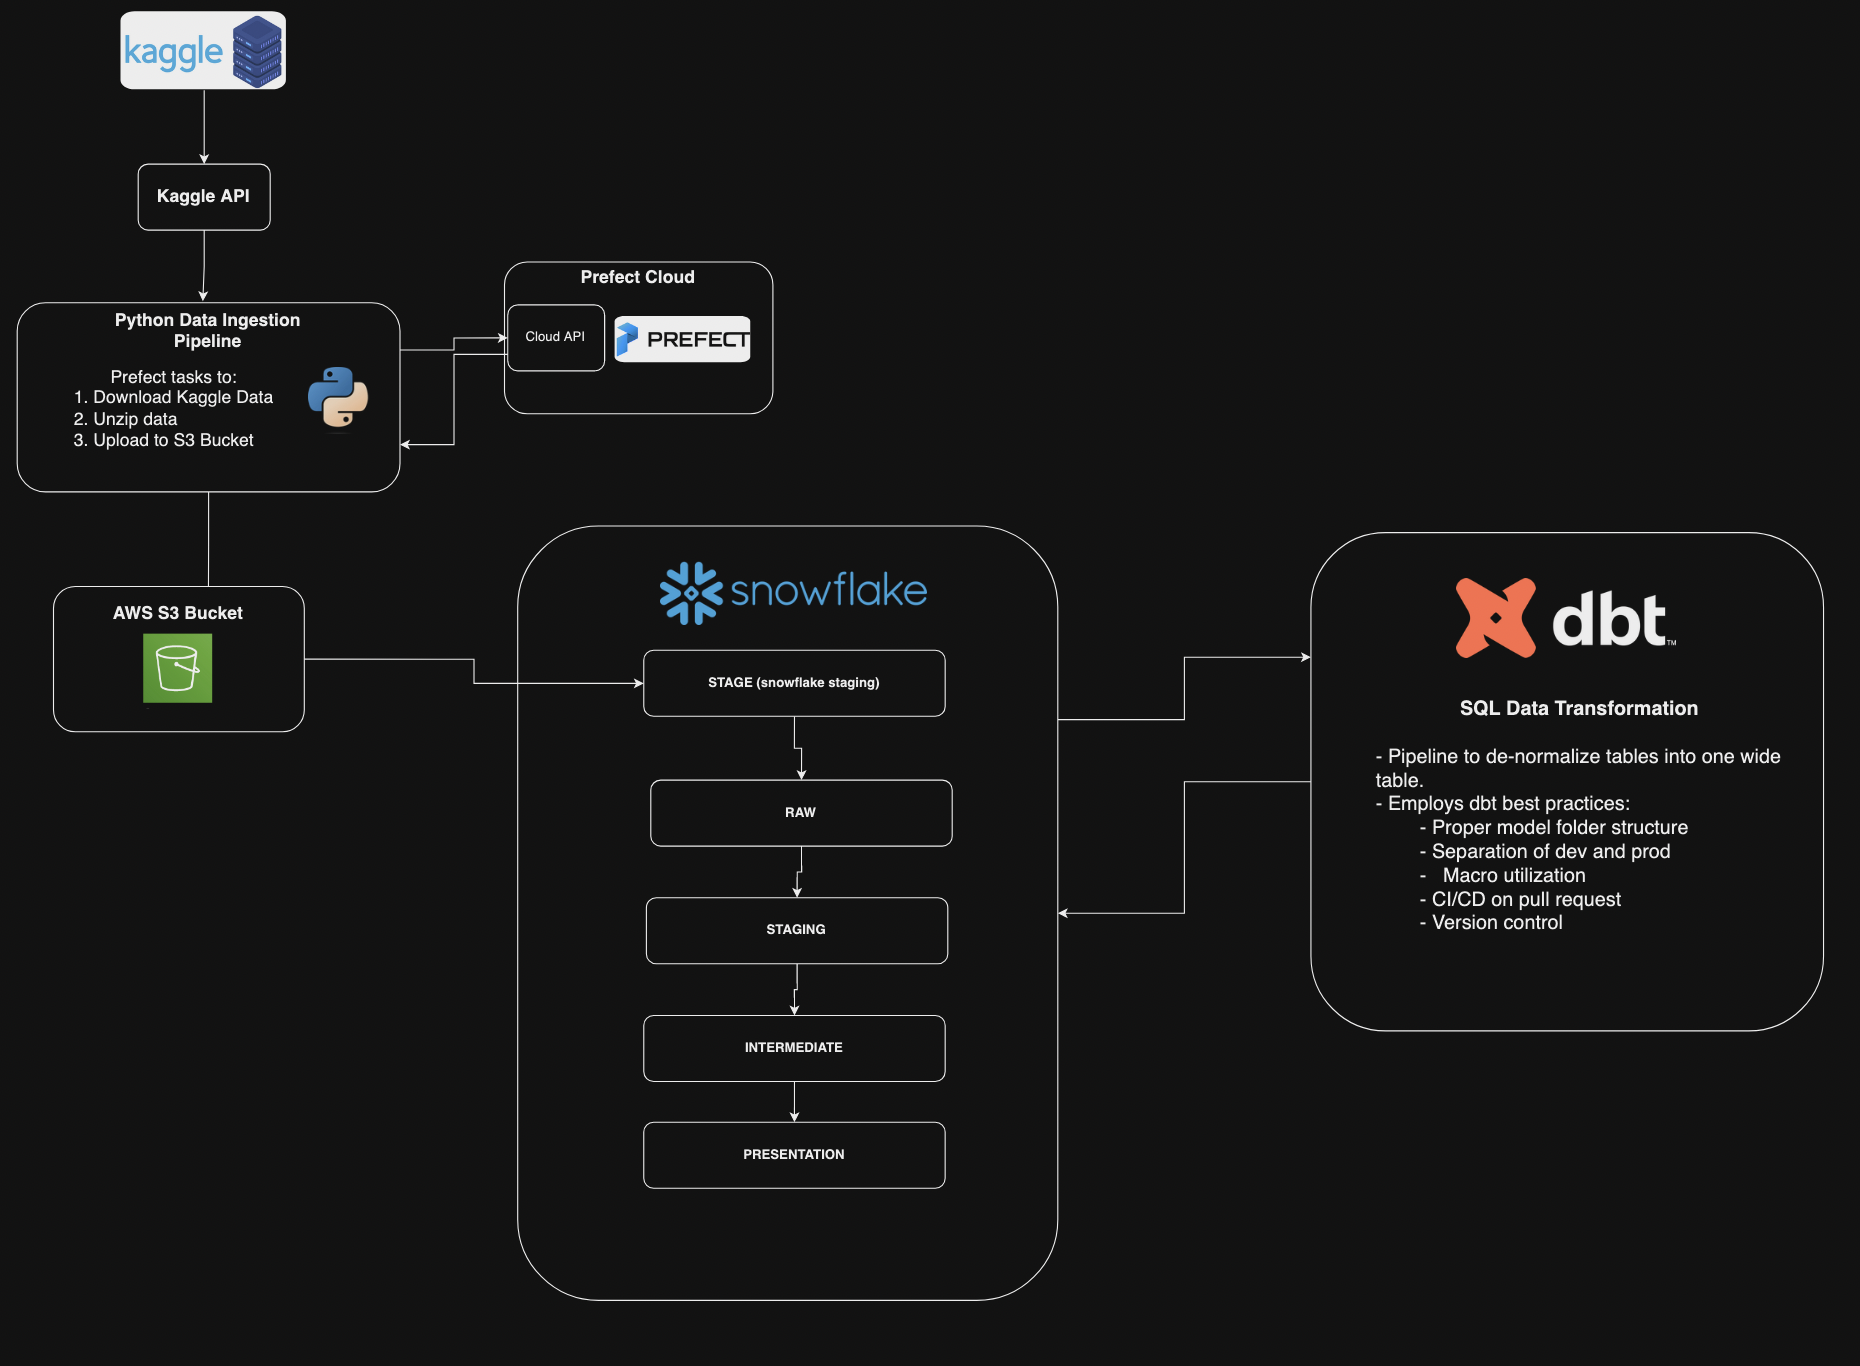 kaggle
Kaggle API
Prefect Cloud
Cloud API
PREFECT
Python Data Ingestion
Pipeline
Prefect tasks to:
1. Download Kaggle Data
2. Unzip data
3. Upload to S3 Bucket
AWS S3 Bucket
snowflake
STAGE (snowflake staging)
RAW
STAGING
INTERMEDIATE
PRESENTATION
dbt™
SQL Data Transformation
- Pipeline to de-normalize tables into one wide
table.
- Employs dbt best practices:
- Proper model folder structure
- Separation of dev and prod
- Macro utilization
- CI/CD on pull request
- Version control